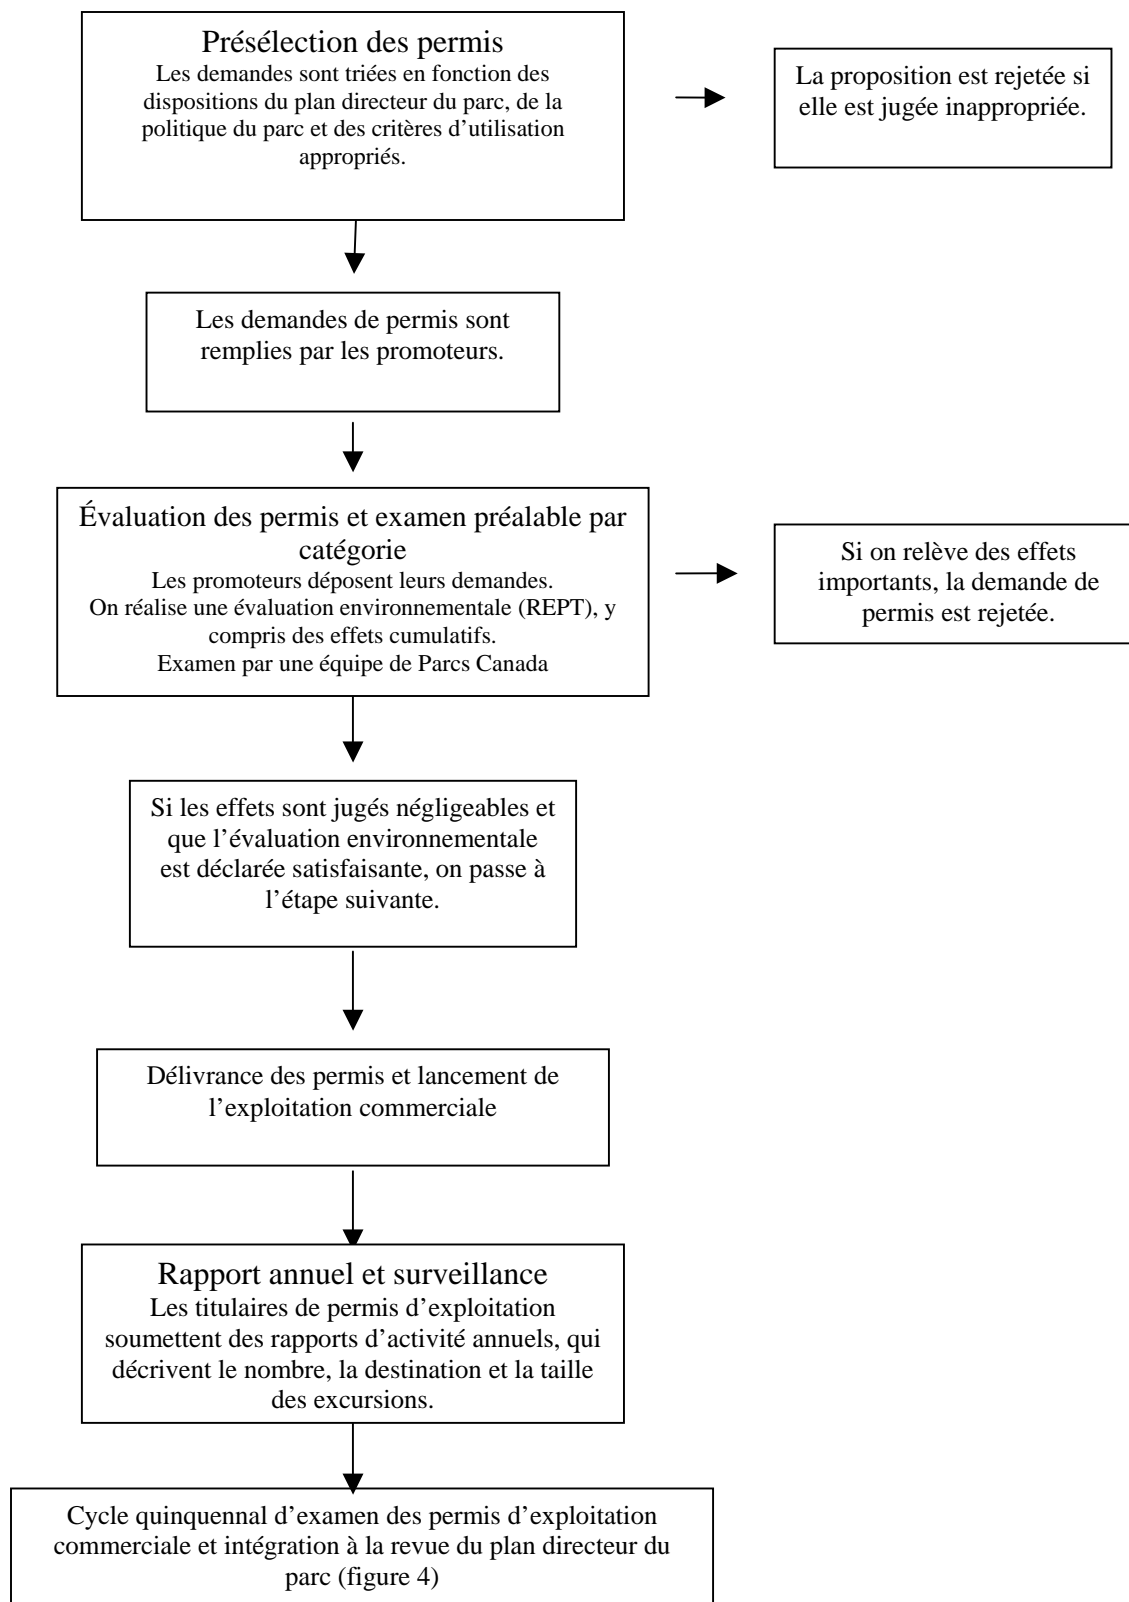 Présélection des permis
Les demandes sont triées en fonction des
dispositions du plan directeur du parc, de la
politique du parc et des critères d’utilisation
appropriés.
La proposition est rejetée si
elle est jugée inappropriée.
Les demandes de permis sont
remplies par les promoteurs.
Évaluation des permis et examen préalable par
catégorie
Les promoteurs déposent leurs demandes.
On réalise une évaluation environnementale (REPT), y
compris des effets cumulatifs.
Examen par une équipe de Parcs Canada
Si on relève des effets
importants, la demande de
permis est rejetée.
Si les effets sont jugés négligeables et
que l’évaluation environnementale
est déclarée satisfaisante, on passe à
l’étape suivante.
Délivrance des permis et lancement de
l’exploitation commerciale
Rapport annuel et surveillance
Les titulaires de permis d’exploitation
soumettent des rapports d’activité annuels, qui
décrivent le nombre, la destination et la taille
des excursions.
Cycle quinquennal d’examen des permis d’exploitation
commerciale et intégration à la revue du plan directeur du
parc (figure 4)